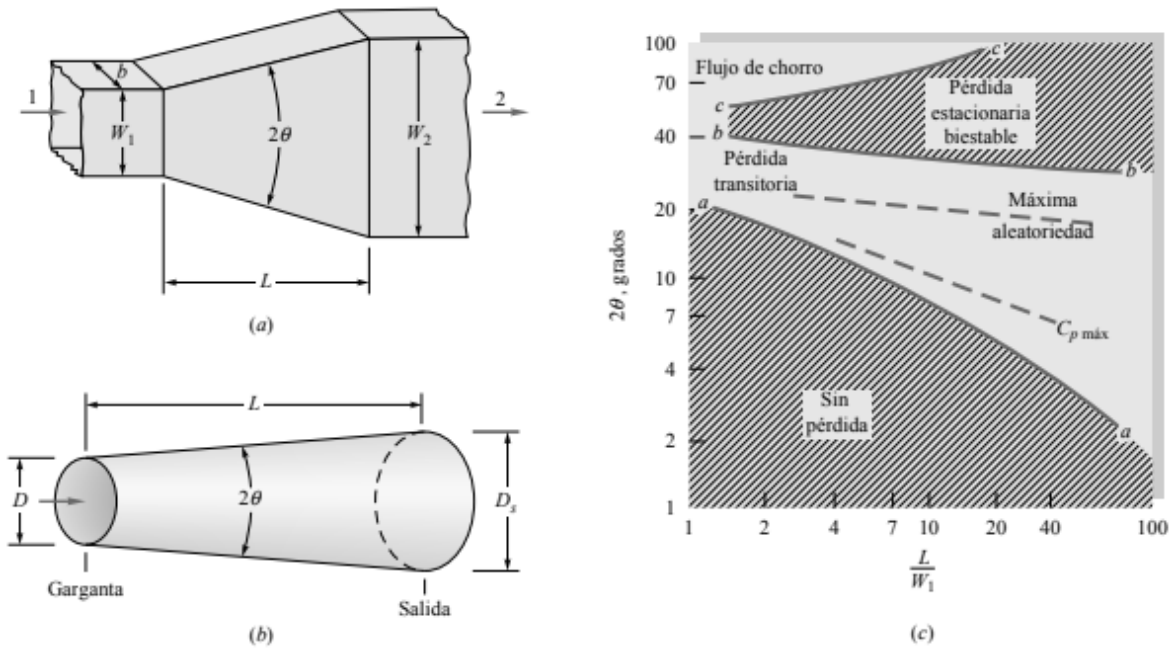 b
1
W₁
2θ
W₂
2
L
(a)
L
D
2θ
Dₛ
Garganta
Salida
(b)
100
70
40
20
10
7
4
2
1
2θ, grados
Flujo de chorro
c
c
Pérdida
estacionaria
biestable
b
b
Pérdida
transitoria
Máxima
aleatoriedad
a
Cₚ máx
Sin
pérdida
a
1
2
4
7
10
20
40
100
L
W₁
(c)